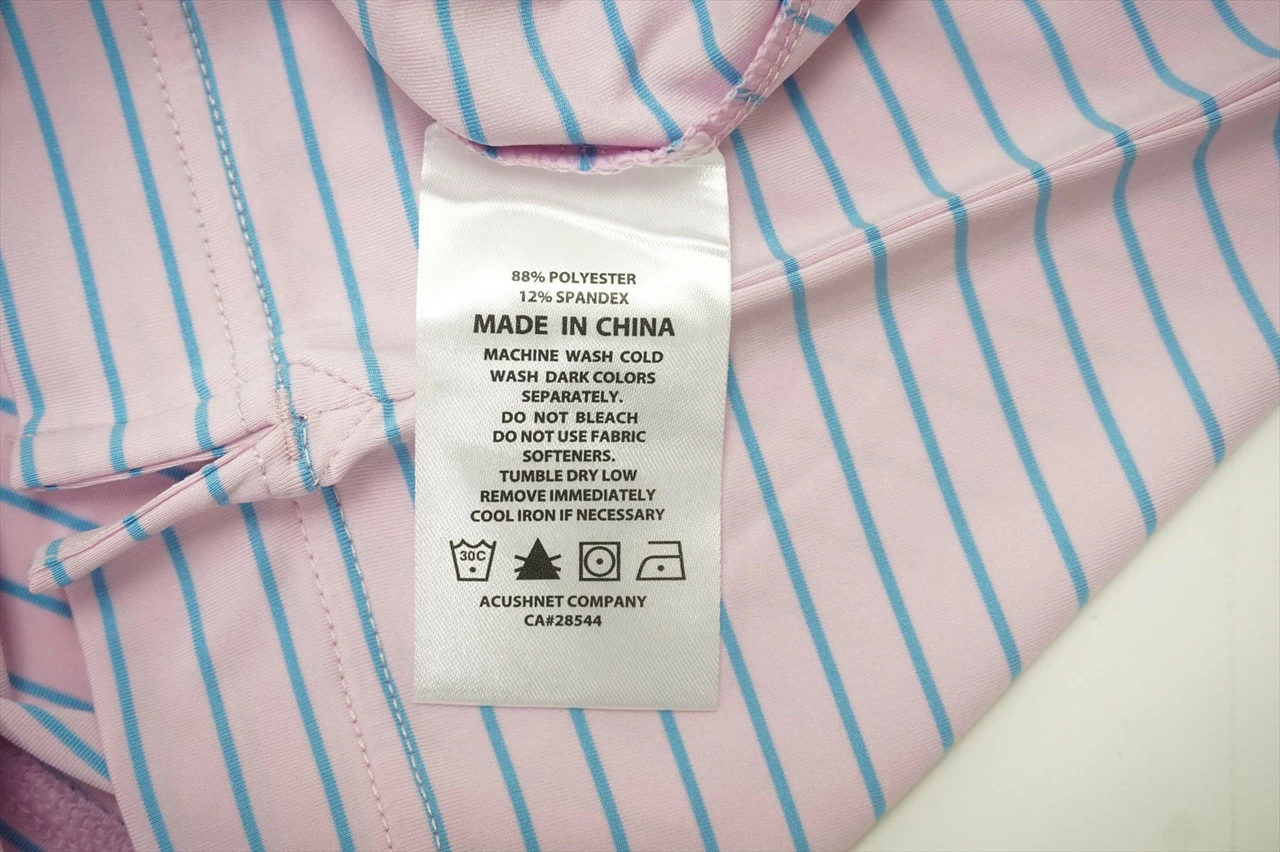 88% POLYESTER
12% SPANDEX
MADE IN CHINA
MACHINE WASH COLD
WASH DARK COLORS
SEPARATELY.
DO NOT BLEACH
DO NOT USE FABRIC
SOFTENERS.
TUMBLE DRY LOW
REMOVE IMMEDIATELY
COOL IRON IF NECESSARY
30C
ACUSHNET COMPANY
CA#28544